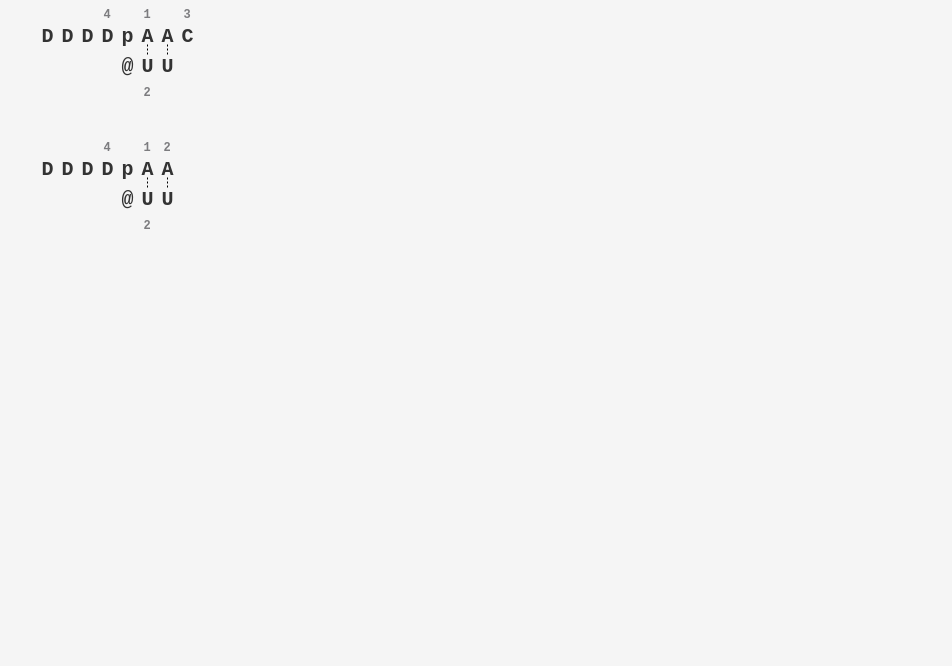 4 1 3
D D D D p A A C
@ U U
2
4 1 2
D D D D p A A
@ U U
2